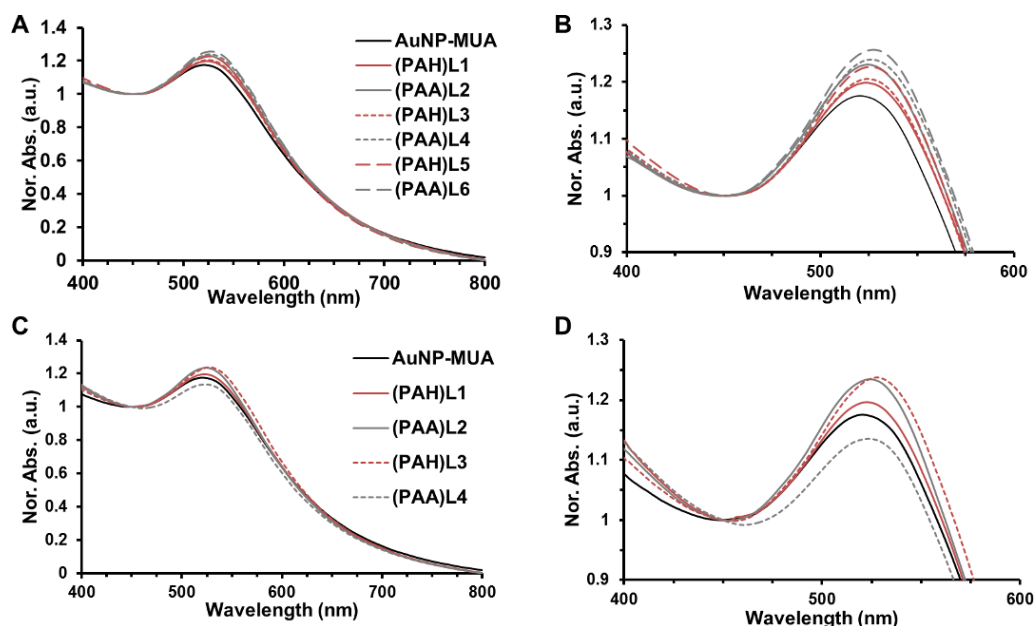 A
Nor. Abs. (a.u.)
1.4
1.2
1
0.8
0.6
0.4
0.2
0
400
500
600
700
800
Wavelength (nm)
AuNP-MUA
(PAH)L1
(PAA)L2
(PAH)L3
(PAA)L4
(PAH)L5
(PAA)L6
B
Nor. Abs. (a.u.)
1.3
1.2
1.1
1
0.9
400
500
600
Wavelength (nm)
C
Nor. Abs. (a.u.)
1.4
1.2
1
0.8
0.6
0.4
0.2
0
400
500
600
700
800
Wavelength (nm)
AuNP-MUA
(PAH)L1
(PAA)L2
(PAH)L3
(PAA)L4
D
Nor. Abs. (a.u.)
1.3
1.2
1.1
1
0.9
400
500
600
Wavelength (nm)